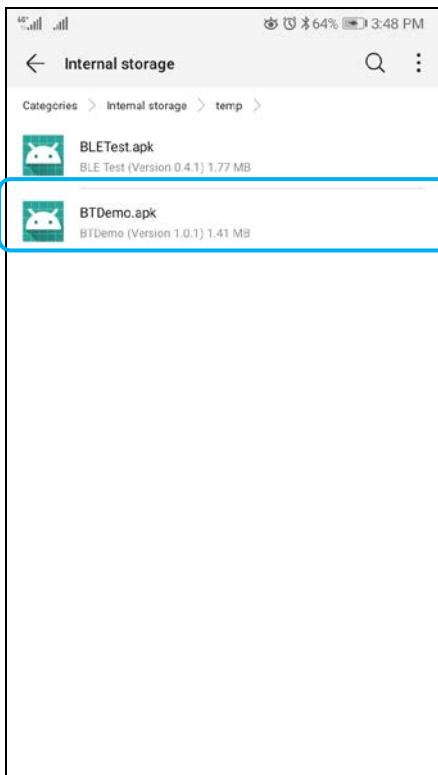 64% 3:48 PM
Internal storage
Categories > Internal storage > temp >
BLETest.apk
BLE Test (Version 0.4.1) 1.77 MB
BTDemo.apk
BTDemo (Version 1.0.1) 1.41 MB